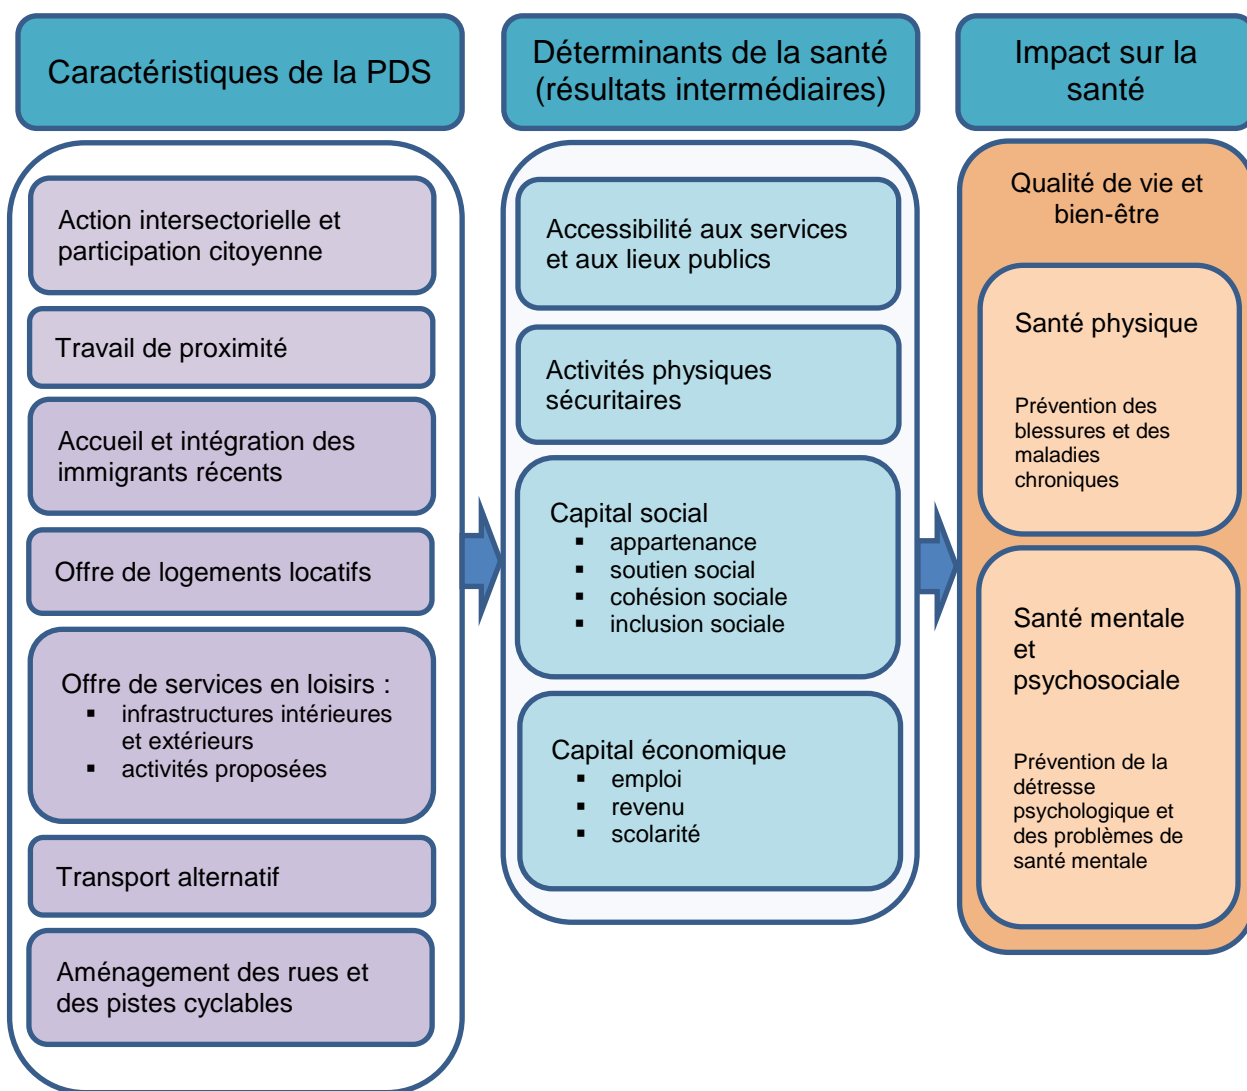 Caractéristiques de la PDS
Action intersectorielle et
participation citoyenne
Travail de proximité
Accueil et intégration des
immigrants récents
Offre de logements locatifs
Offre de services en loisirs :
▪ infrastructures intérieures
et extérieurs
▪ activités proposées
Transport alternatif
Aménagement des rues et
des pistes cyclables
Déterminants de la santé
(résultats intermédiaires)
Accessibilité aux services
et aux lieux publics
Activités physiques
sécuritaires
Capital social
▪ appartenance
▪ soutien social
▪ cohésion sociale
▪ inclusion sociale
Capital économique
▪ emploi
▪ revenu
▪ scolarité
Impact sur la
santé
Qualité de vie et
bien-être
Santé physique
Prévention des
blessures et des
maladies
chroniques
Santé mentale
et
psychosociale
Prévention de la
détresse
psychologique et
des problèmes de
santé mentale